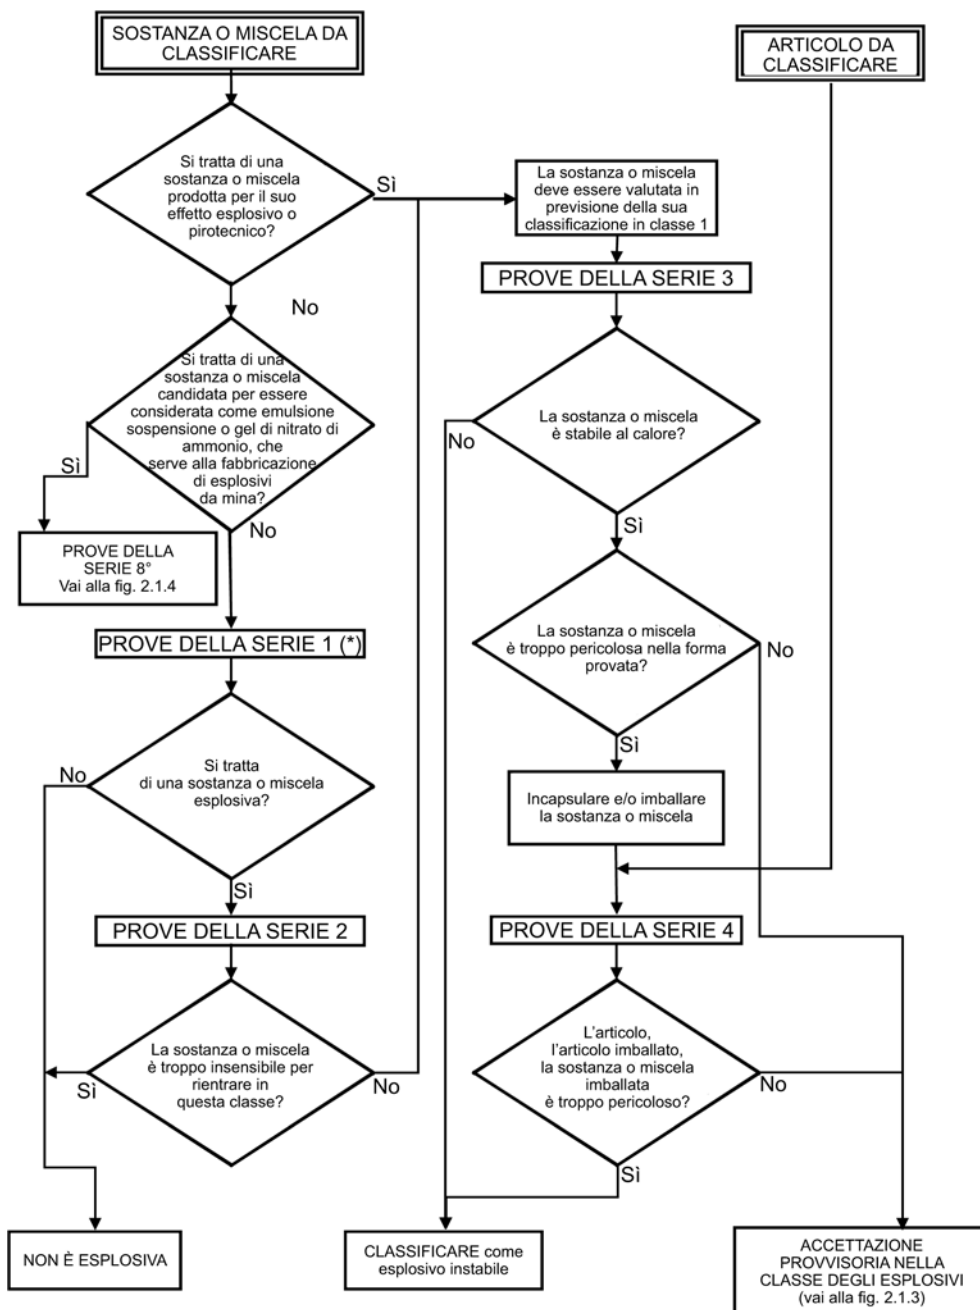 SOSTANZA O MISCELA DA
CLASSIFICARE
ARTICOLO DA
CLASSIFICARE
Si tratta di una
sostanza o miscela
prodotta per il suo
effetto esplosivo o
pirotecnico?
Sì
La sostanza o miscela
deve essere valutata in
previsione della sua
classificazione in classe 1
PROVE DELLA SERIE 3
No
Si tratta di una
sostanza o miscela
candidata per essere
considerata come emulsione
sospensione o gel di nitrato di
ammonio, che
serve alla fabbricazione
di esplosivi
da mina?
Sì
No
La sostanza o miscela
è stabile al calore?
No
Sì
PROVE DELLA
SERIE 8°
Vai alla fig. 2.1.4
PROVE DELLA SERIE 1 (*)
La sostanza o miscela
è troppo pericolosa nella forma
provata?
No
Sì
Si tratta
di una sostanza o miscela
esplosiva?
No
Sì
Incapsulare e/o imballare
la sostanza o miscela
PROVE DELLA SERIE 2
PROVE DELLA SERIE 4
La sostanza o miscela
è troppo insensibile per
rientrare in
questa classe?
Sì
No
L'articolo,
l'articolo imballato,
la sostanza o miscela
imballata
è troppo pericoloso?
No
Sì
NON È ESPLOSIVA
CLASSIFICARE come
esplosivo instabile
ACCETTAZIONE
PROVVISORIA NELLA
CLASSE DEGLI ESPLOSIVI
(vai alla fig. 2.1.3)